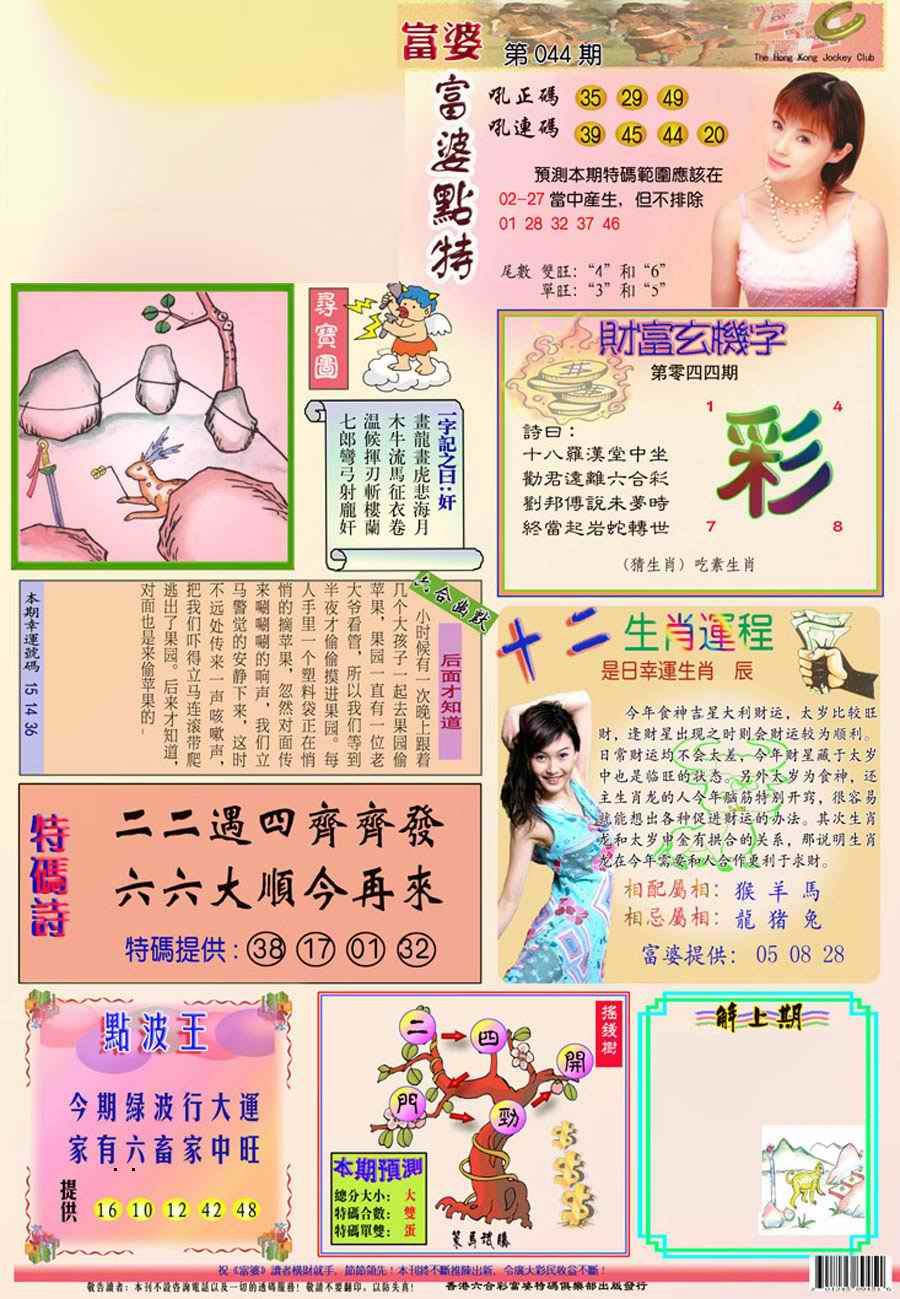 富婆 第044期
The Hong Kong Jockey Club
富婆點特
吼正碼 35 29 49
吼連碼 39 45 44 20
預測本期特碼範圍應該在
02-27當中産生，但不排除
01 28 32 37 46
尾數 雙旺："4"和"6"
單旺："3"和"5"
尋寶圖
一字記之曰：奸
畫龍畫虎悲海月
木牛流馬征衣卷
温候揮刃斬樓蘭
七郎彎弓射龐奸
財富玄機字
第零四四期
詩曰：
十八羅漢堂中坐
勸君遠離六合彩
劉邦傅説未夢時
終當起岩蛇轉世
1 4
彩
7 8
（猜生肖）吃素生肖
六合幽默
后面才知道
小时候有一次晚上跟着
几个大孩子一起去果园偷
苹果，果园一直有一位老
大爷看管，所以我们等到
半夜才偷偷摸进果园。每
人手里一个塑料袋正在悄
悄的摘苹果，忽然对面传
来唰唰唰的响声，我们立
马警觉的安静下来，这时
不远处传来一声咳嗽声，
把我们吓得立马连滚带爬
逃出了果园。后来才知道，
对面也是来偷苹果的-
本期幸運號碼 15 14 36
十二生肖運程
是日幸運生肖 辰
今年食神吉星大利财运，太岁比较旺
财，逢财星出现之时则会财运较为顺利。
日常财运均不会太差，今年财星藏于太岁
中也是临旺的状态。另外太岁为食神，还
主生肖龙的人今年脑筋特别开窍，很容易
就能想出各种促进财运的办法。其次生肖
龙和太岁申金有拱合的关系，那说明生肖
龙在今年需要和人合作更利于求财。
相配屬相：猴 羊 馬
相忌屬相：龍 猪 兔
富婆提供：05 08 28
特碼詩
二二遇四齊齊發
六六大順今再來
特碼提供：38 17 01 32
點波王
今期绿波行大運
家有六畜家中旺
提供 16 10 12 42 48
搖錢樹
二 四
開
門 勁
本期預測
總分大小：大
特碼合數：雙
特碼單雙：蛋
解上期
祝《富婆》讀者横財就手，節節領先！本刊將不斷推陳出新，令廣大彩民收益不斷！
敬告讀者：本刊不設咨詢電話以及一切的透碼服務！敬請不要翻印，以防失真！ 香港六合彩富婆特碼俱樂部出版發行